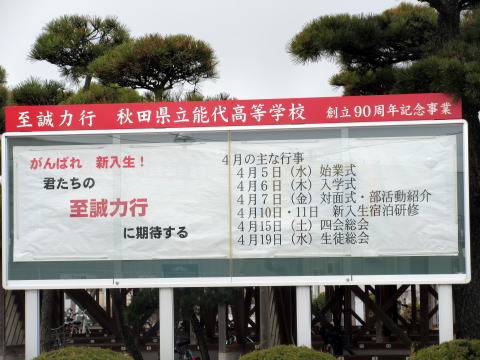 至誠力行 秋田県立能代高等学校 創立90周年記念事業
がんばれ 新入生！
君たちの
至誠力行
に期待する
4月の主な行事
4月5日（水）始業式
4月6日（木）入学式
4月7日（金）対面式・部活動紹介
4月10日・11日 新入生宿泊研修
4月15日（土）四会総会
4月19日（水）生徒総会